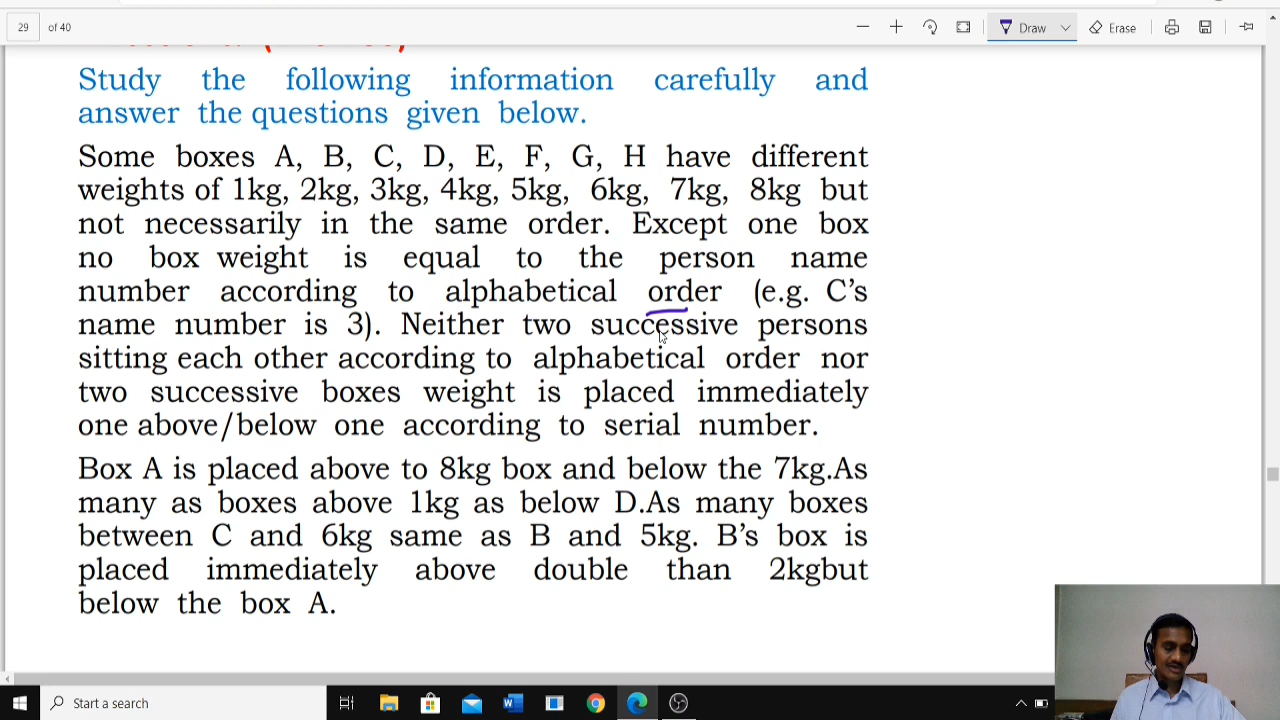 29 of 40 Draw Erase
Study the following information carefully and
answer the questions given below.
Some boxes A, B, C, D, E, F, G, H have different
weights of 1kg, 2kg, 3kg, 4kg, 5kg, 6kg, 7kg, 8kg but
not necessarily in the same order. Except one box
no box weight is equal to the person name
number according to alphabetical order (e.g. C's
name number is 3). Neither two successive persons
sitting each other according to alphabetical order nor
two successive boxes weight is placed immediately
one above/below one according to serial number.
Box A is placed above to 8kg box and below the 7kg.As
many as boxes above 1kg as below D.As many boxes
between C and 6kg same as B and 5kg. B's box is
placed immediately above double than 2kgbut
below the box A.
Start a search